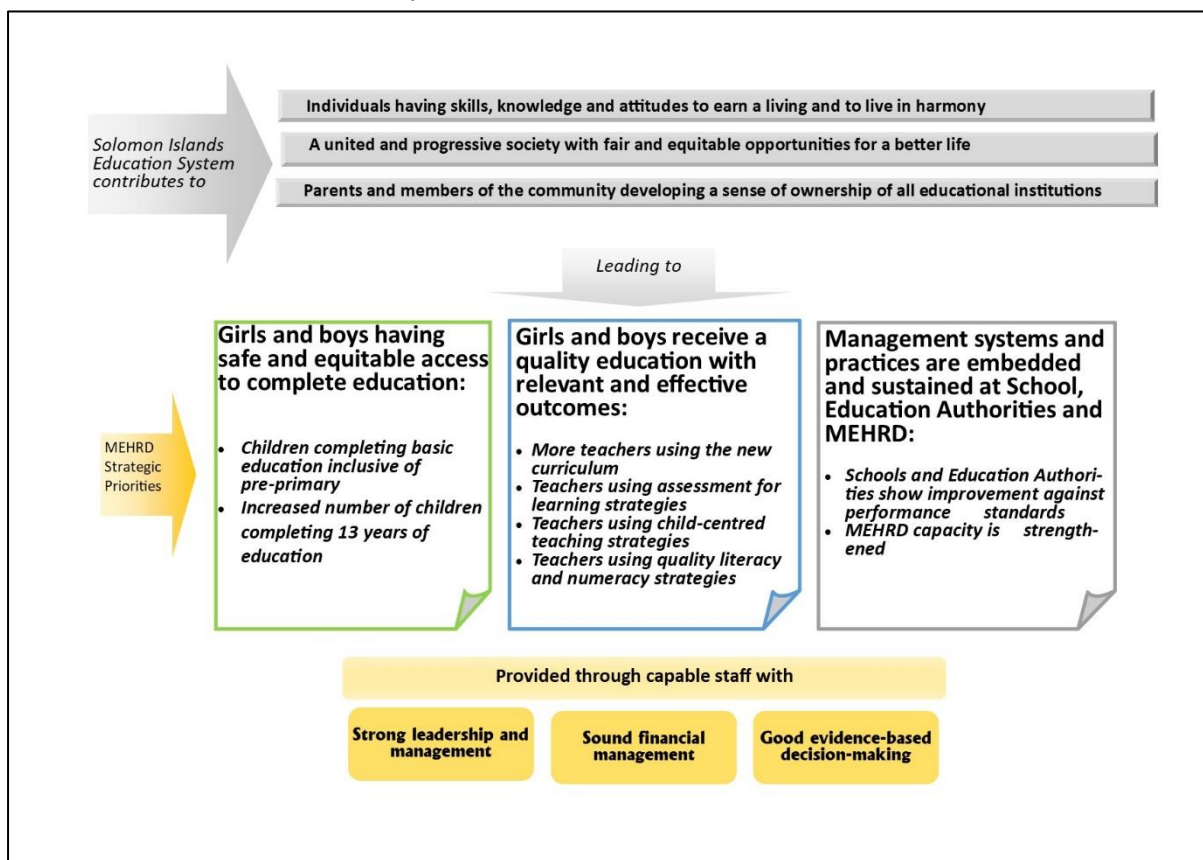 Solomon Islands
Education System
contributes to
Individuals having skills, knowledge and attitudes to earn a living and to live in harmony
A united and progressive society with fair and equitable opportunities for a better life
Parents and members of the community developing a sense of ownership of all educational institutions
Leading to
MEHRD
Strategic
Priorities
Girls and boys having
safe and equitable access
to complete education:
• Children completing basic
education inclusive of
pre-primary
• Increased number of children
completing 13 years of
education
Girls and boys receive a
quality education with
relevant and effective
outcomes:
• More teachers using the new
curriculum
• Teachers using assessment for
learning strategies
• Teachers using child-centred
teaching strategies
• Teachers using quality literacy
and numeracy strategies
Management systems and
practices are embedded
and sustained at School,
Education Authorities and
MEHRD:
• Schools and Education Authori-
ties show improvement against
performance standards
• MEHRD capacity is strength-
ened
Provided through capable staff with
Strong leadership and
management
Sound financial
management
Good evidence-based
decision-making